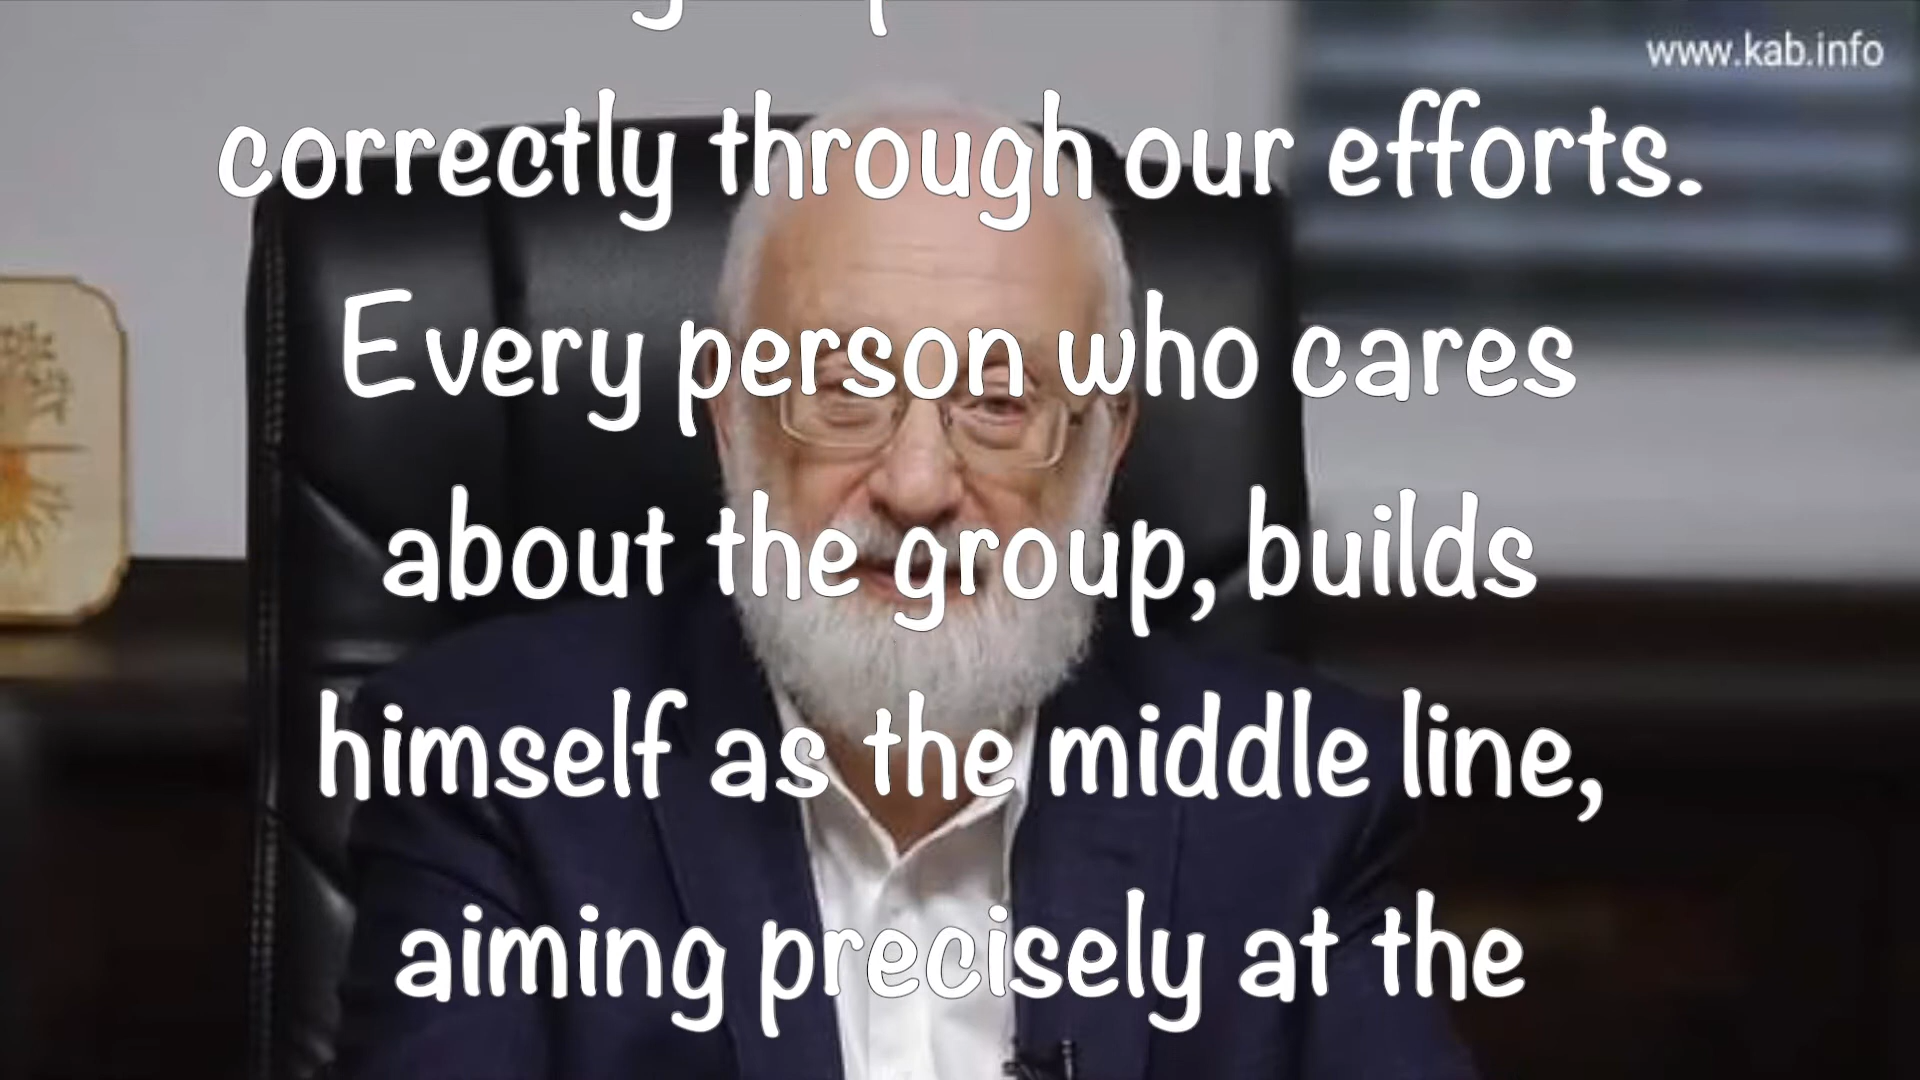 www.kab.info
correctly through our efforts.
Every person who cares
about the group, builds
himself as the middle line,
aiming precisely at the